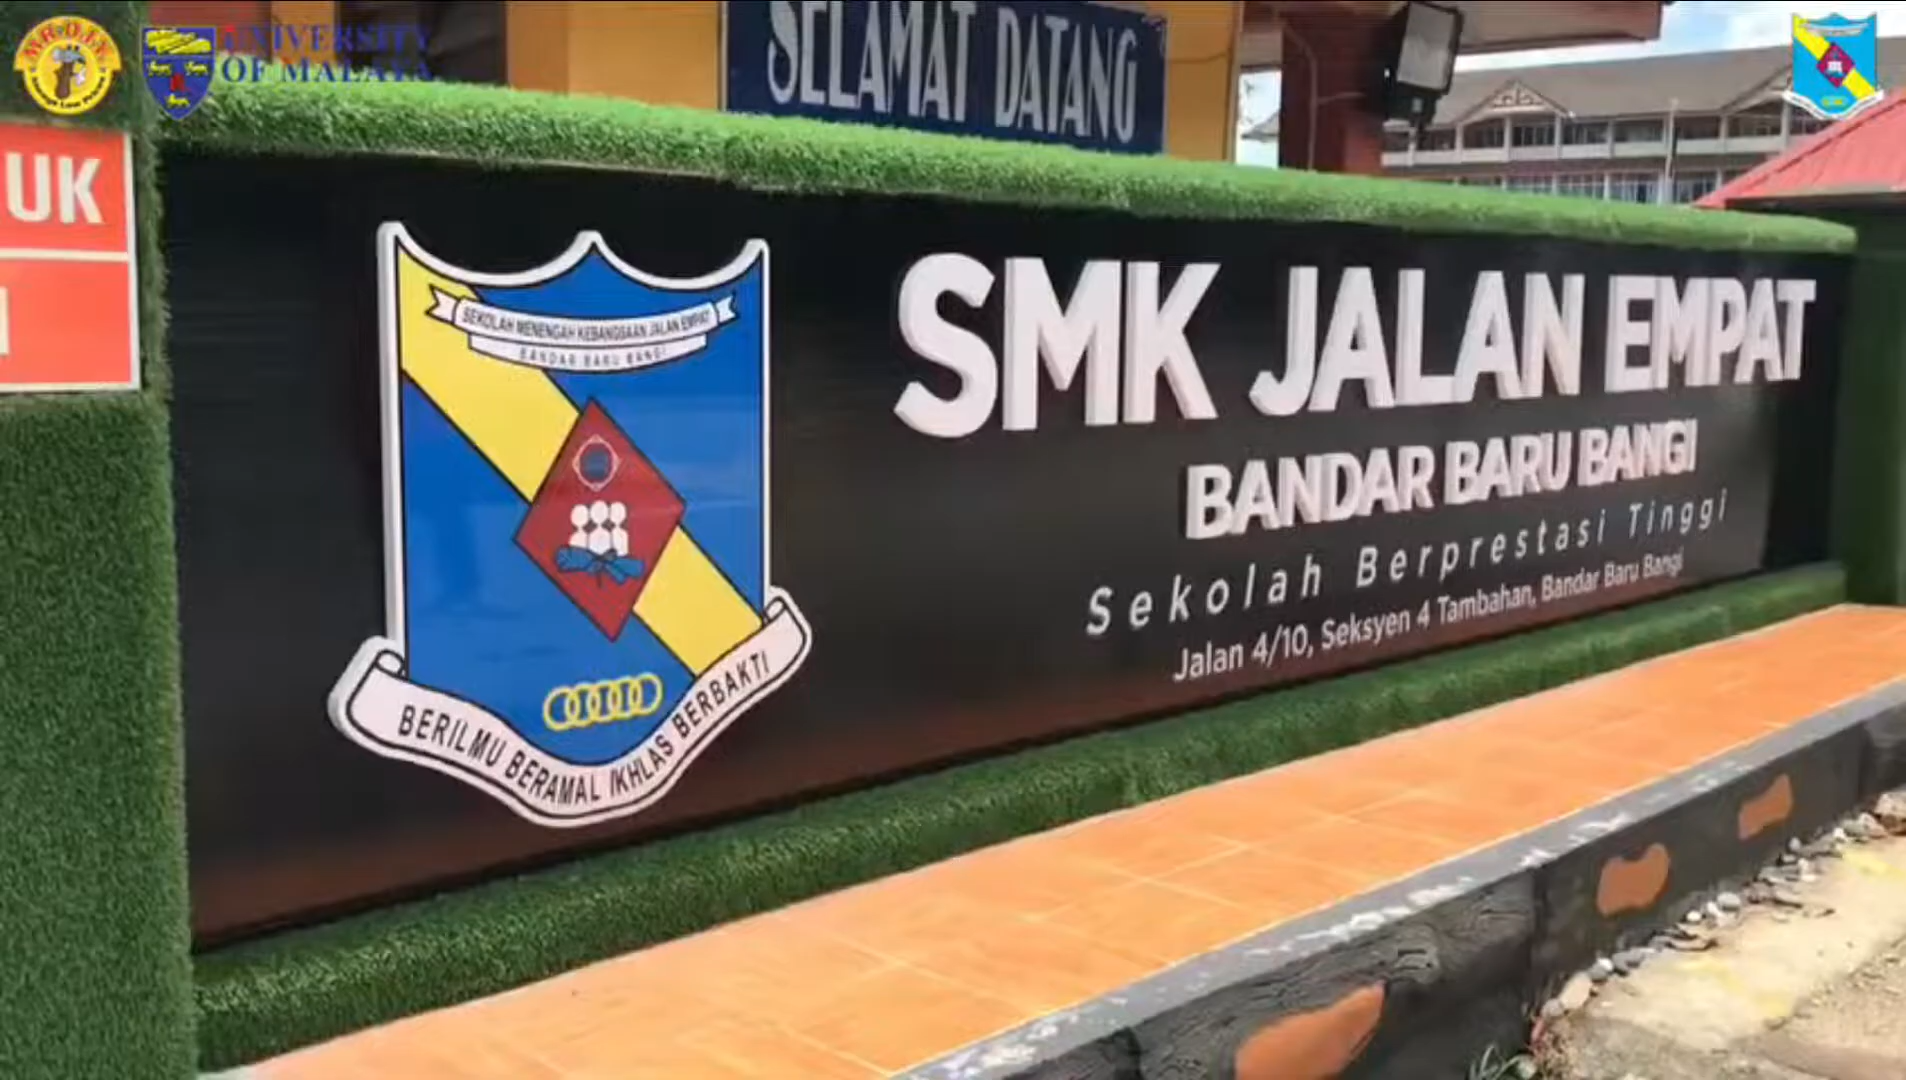 MR.D.I.Y.
UNIVERSITY
OF MALAYA
SELAMAT DATANG
UK
SEKOLAH MENENGAH KEBANGSAAN JALAN EMPAT
BANDAR BARU BANGI
BERILMU BERAMAL IKHLAS BERBAKTI
SMK JALAN EMPAT
BANDAR BARU BANGI
Sekolah Berprestasi Tinggi
Jalan 4/10, Seksyen 4 Tambahan, Bandar Baru Bangi